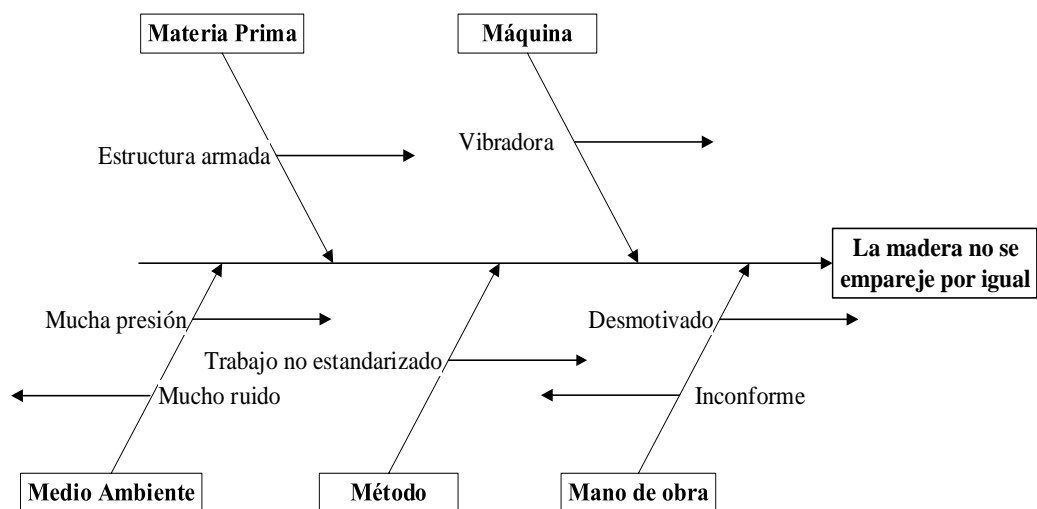 Materia Prima
Máquina
Estructura armada
Vibradora
La madera no se
empareje por igual
Mucha presión
Desmotivado
Trabajo no estandarizado
Mucho ruido
Inconforme
Medio Ambiente
Método
Mano de obra